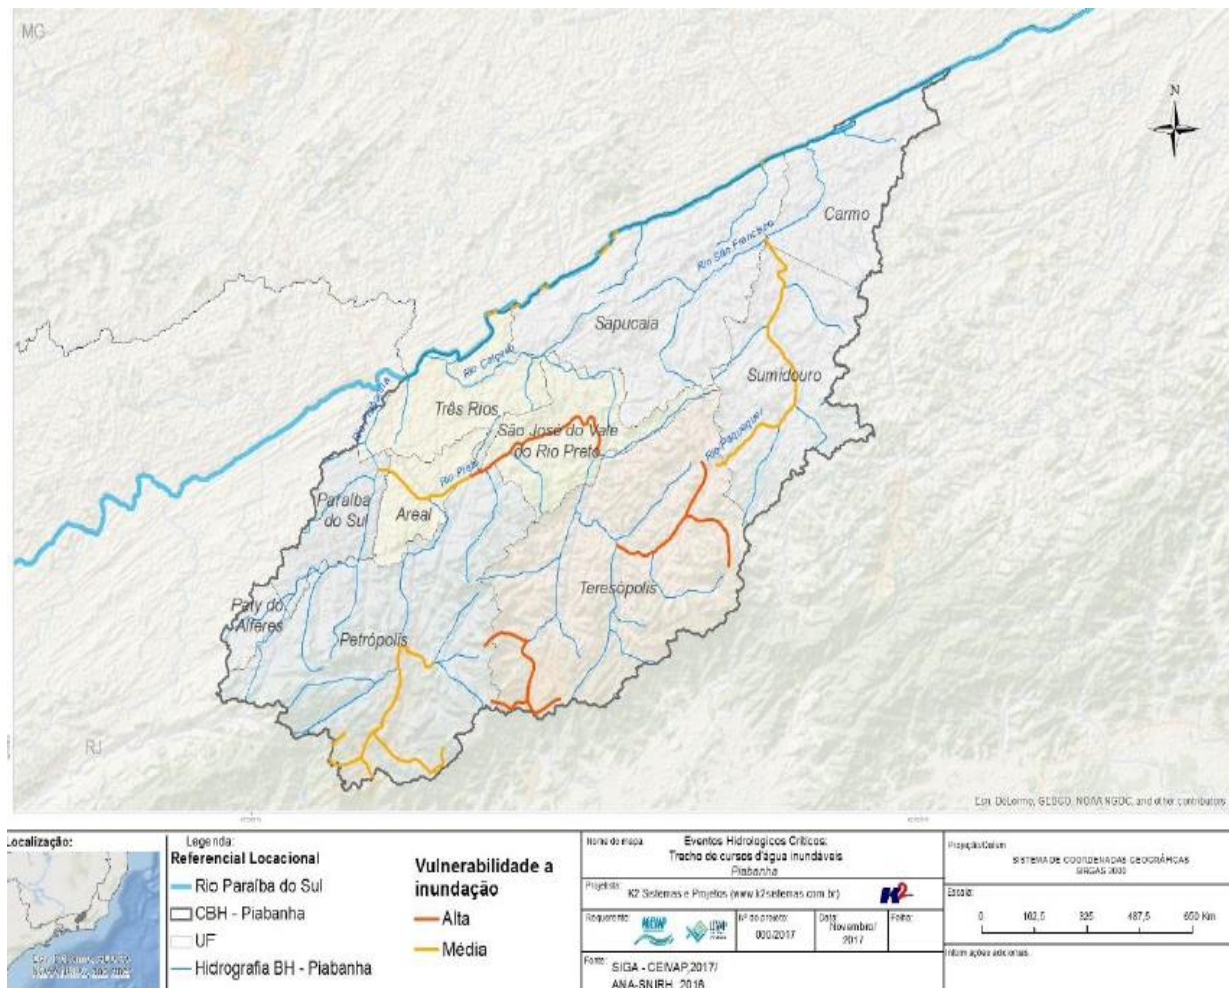 MG
N
Carmo
Rio São Francisco
Sapucaia
Rio Calçado
Sumidouro
Três Rios
São José do Vale
do Rio Preto
Rio Paquequer
Rio Preto
Paraíba
do Sul
Areal
Teresópolis
Paty do
Alferes
Petrópolis
RJ
Esri, DeLorme, GEBCO, NOAA NGDC, and other contributors
Localização:
Legenda:
Referencial Locacional
Rio Paraíba do Sul
CBH - Piabanha
UF
Hidrografia BH - Piabanha
Vulnerabilidade a
inundação
Alta
Média
Nome do mapa:
Eventos Hidrologicos Criticos:
Trecho de cursos d'água inundáveis
Piabanha
Projetista:
K2 Sistemas e Projetos (www.k2sistemas.com.br)
K2
Requerente:
AGEVAP
CEIVAP
Nº do projeto:
000/2017
Data:
Novembro/
2017
Folha:
Fonte:
SIGA - CEIVAP,2017/
ANA-SNIRH, 2016
Projeção/Datum
SISTEMA DE COORDENADAS GEOGRÁFICAS
SIRGAS 2000
Escala:
0 162,5 325 487,5 650 Km
Informações adicionais: